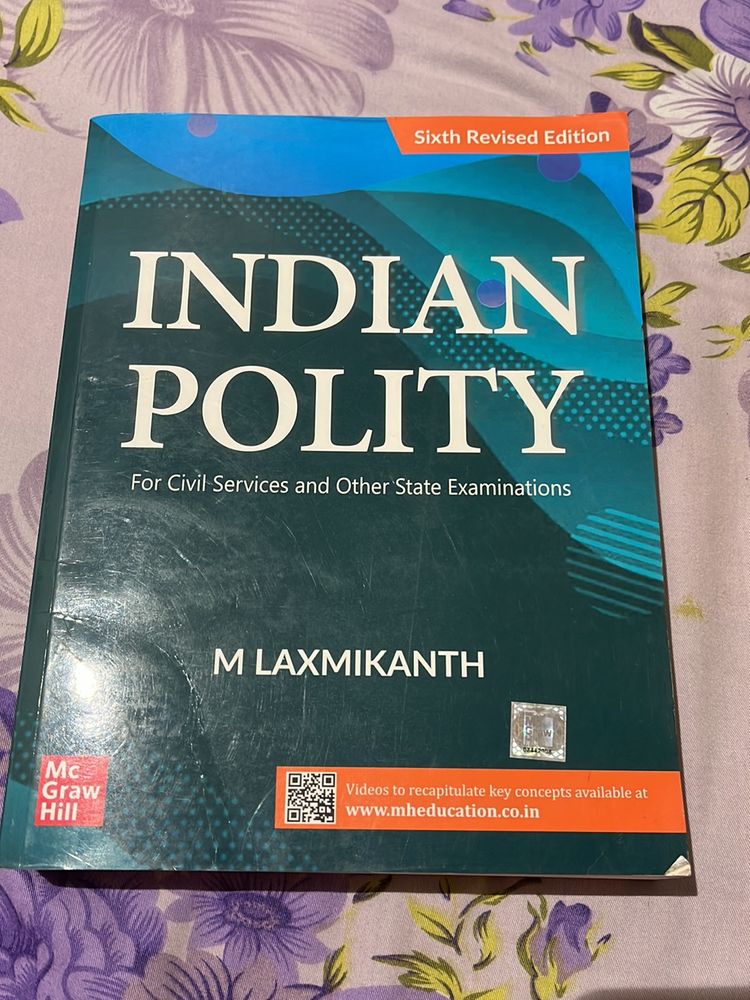 Sixth Revised Edition
INDIAN
POLITY
For Civil Services and Other State Examinations
M LAXMIKANTH
Mc
Graw
Hill
Videos to recapitulate key concepts available at
www.mheducation.co.in